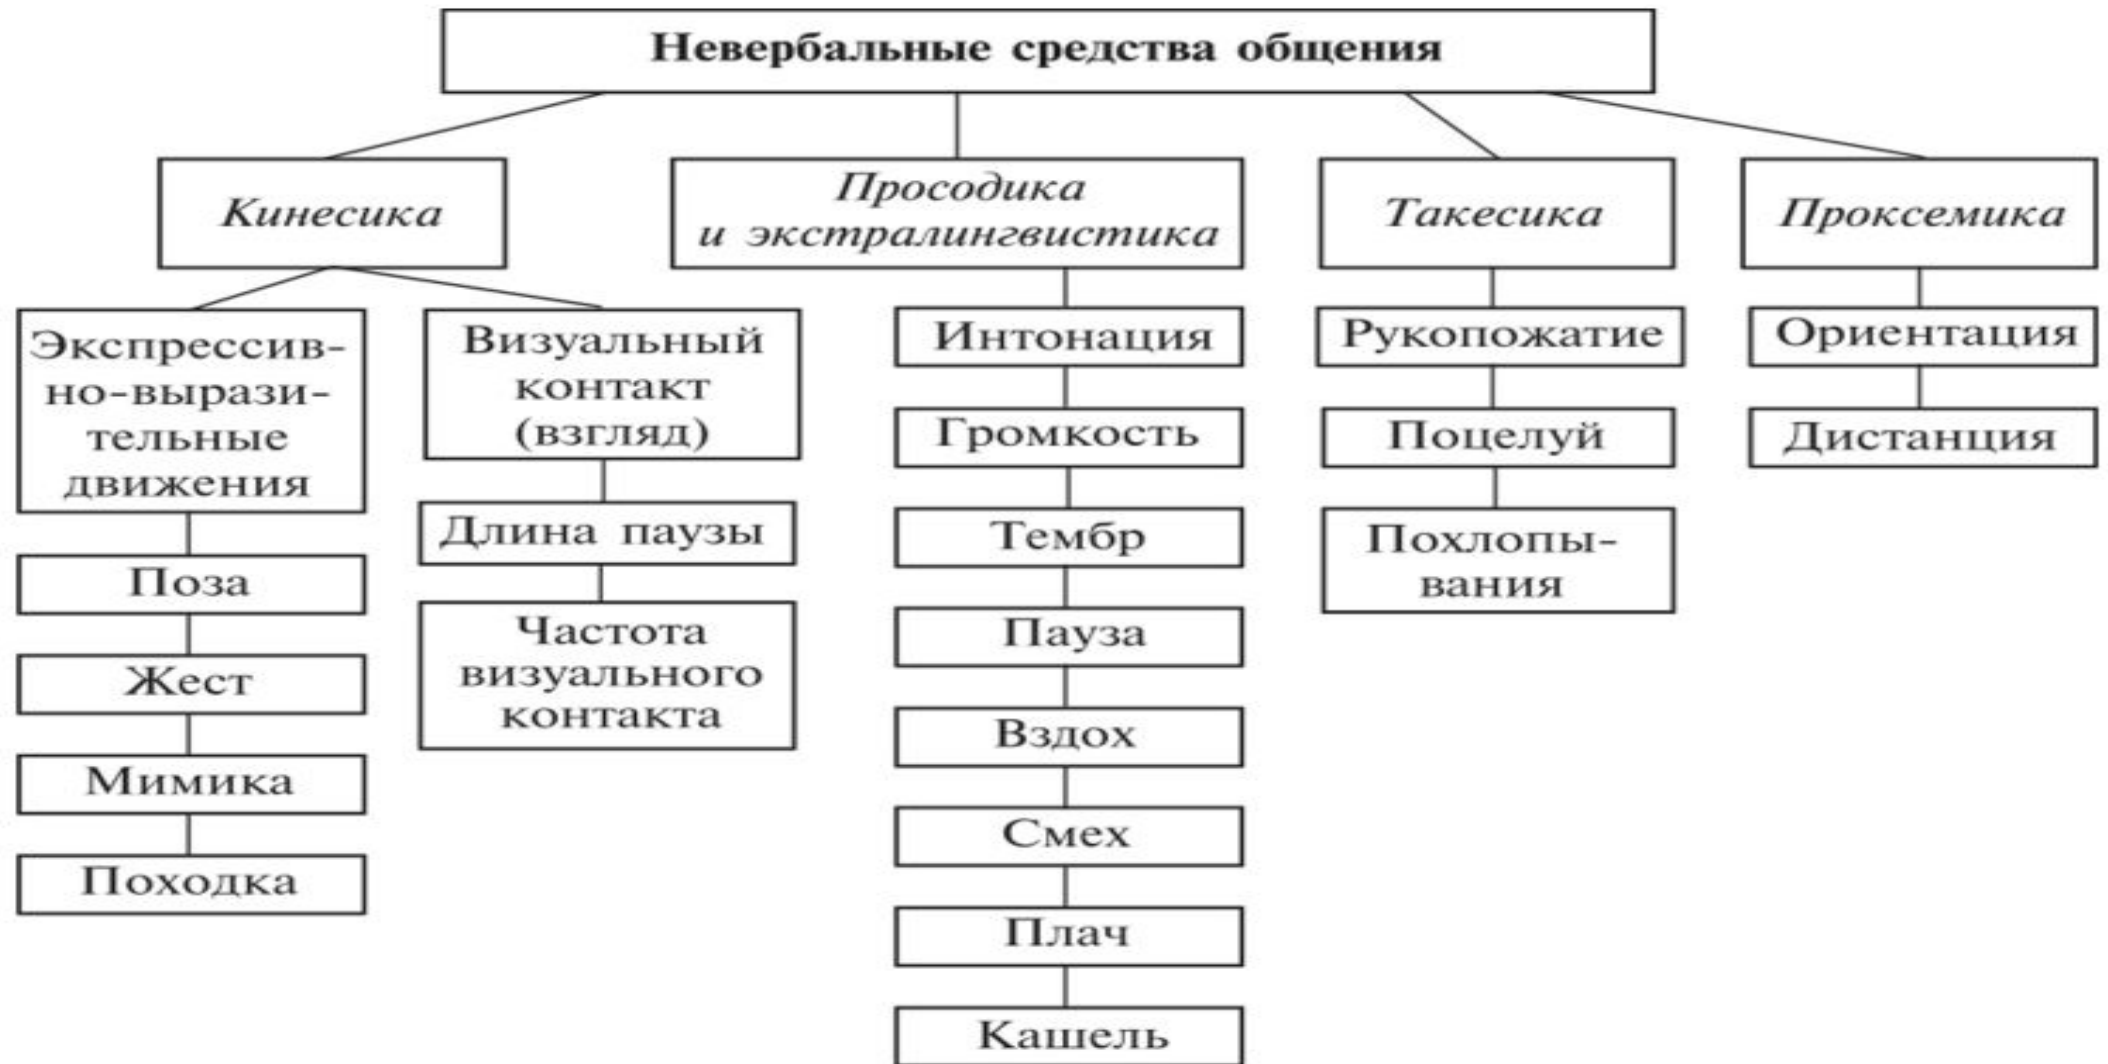 Невербальные средства общения
Кинесика
Просодика
и экстралингвистика
Такесика
Проксемика
Экспрессив-
но-вырази-
тельные
движения
Поза
Жест
Мимика
Походка
Визуальный
контакт
(взгляд)
Длина паузы
Частота
визуального
контакта
Интонация
Громкость
Тембр
Пауза
Вздох
Смех
Плач
Кашель
Рукопожатие
Поцелуй
Похлопы-
вания
Ориентация
Дистанция